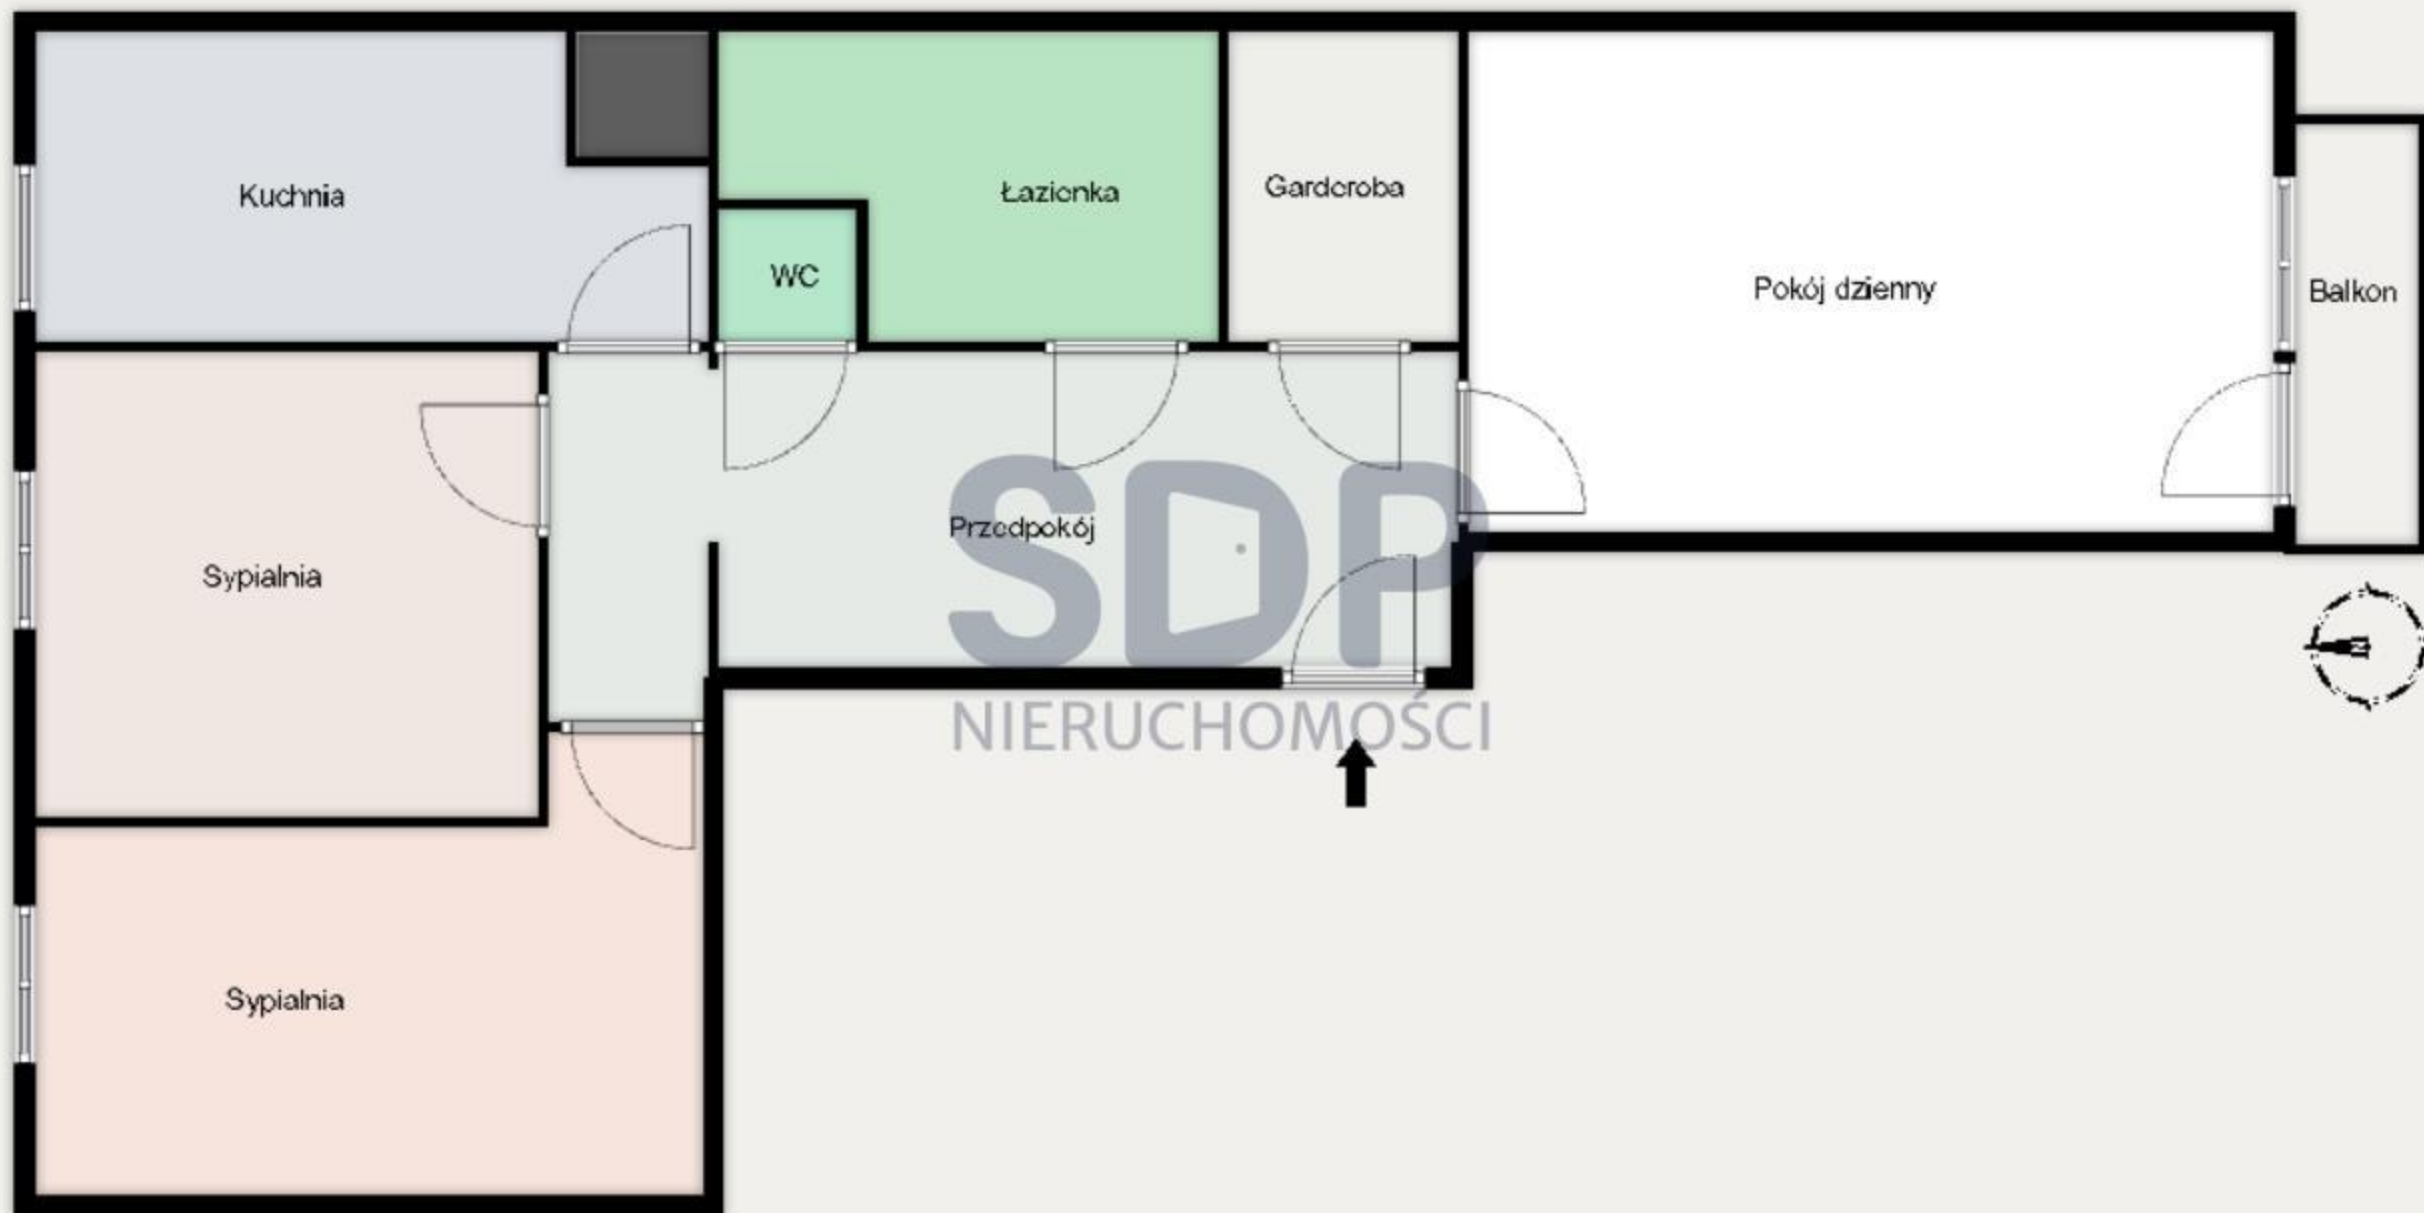 Kuchnia
Łazienka
Garderoba
WC
Pokój dzienny
Balkon
Przedpokój
Sypialnia
SDP
NIERUCHOMOŚCI
N
Sypialnia